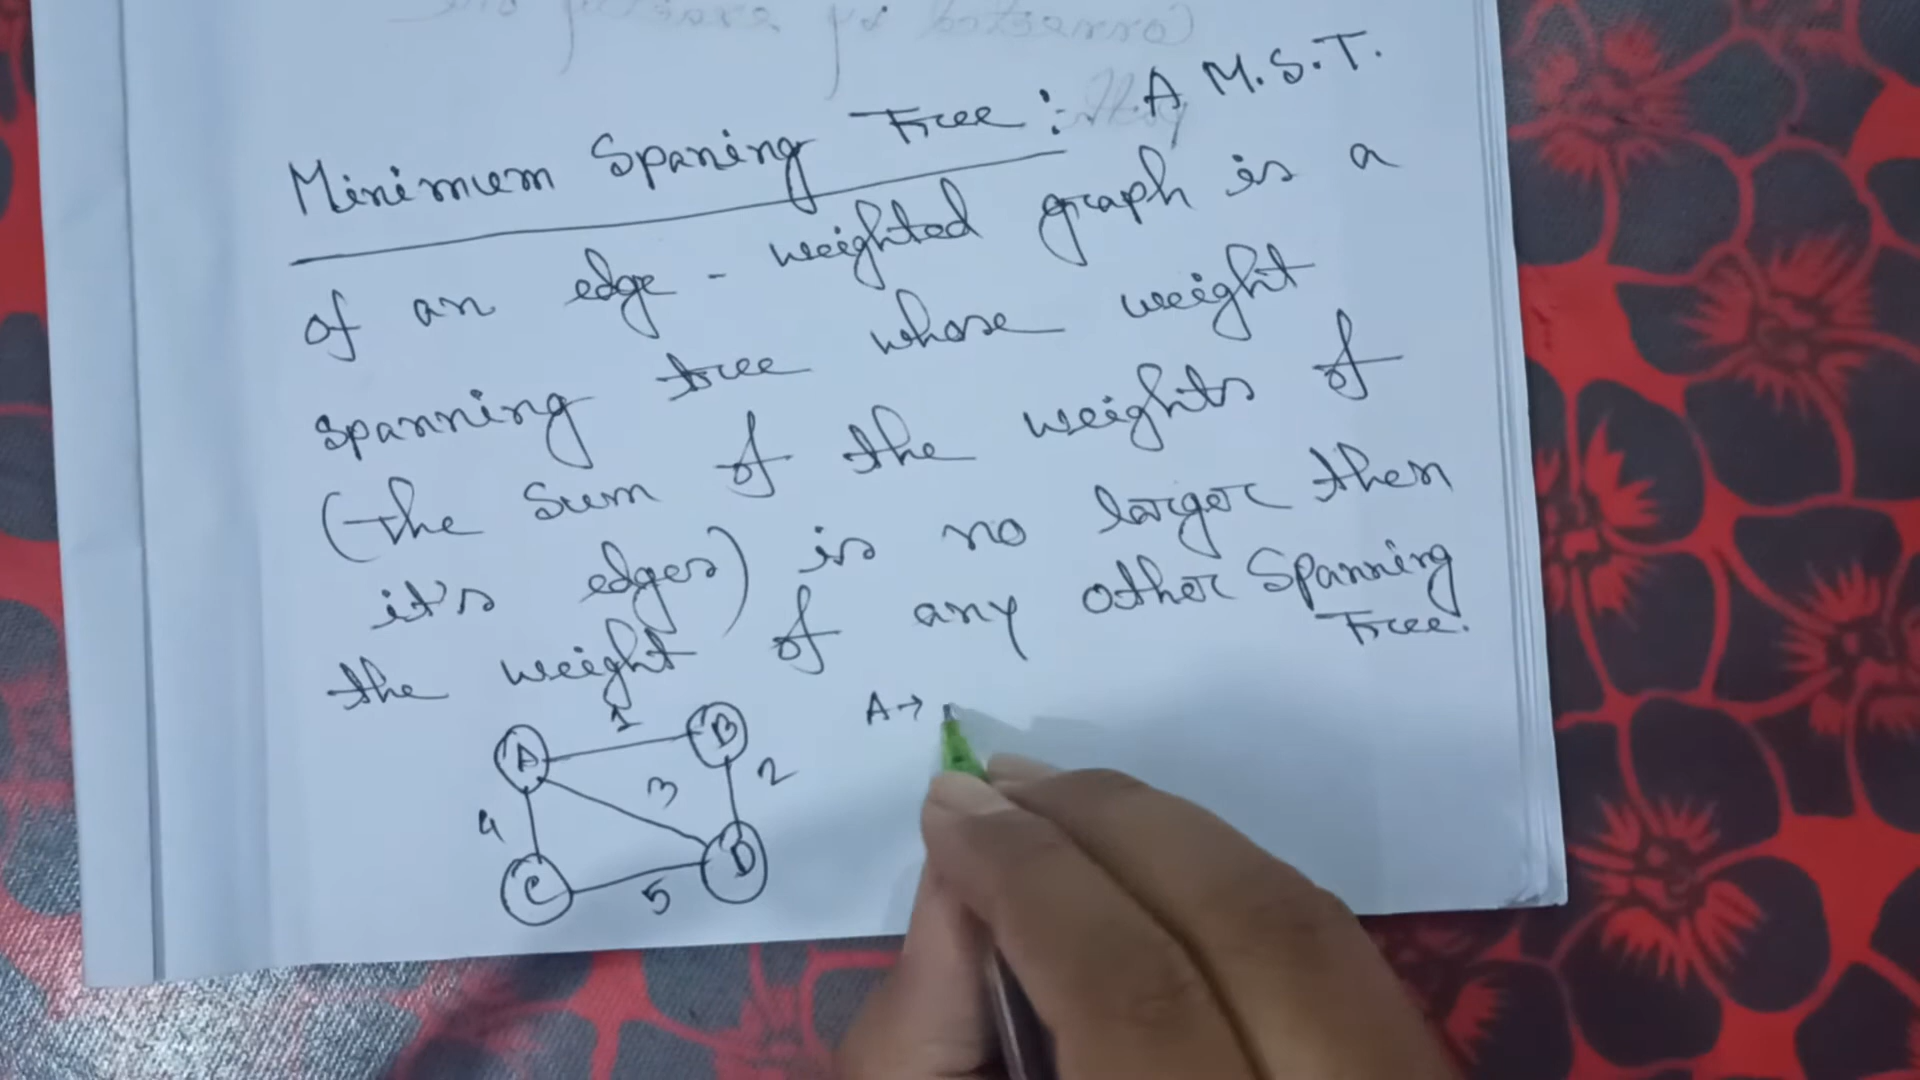 Minimum Spaning Tree: A M.S.T.
of an edge-weighted graph is a
spanning tree whose weight
(the sum of the weights of
it's edges) is no larger then
the weight of any other Spanning
Tree.
1
A B
3 2
4
C D
5
A→